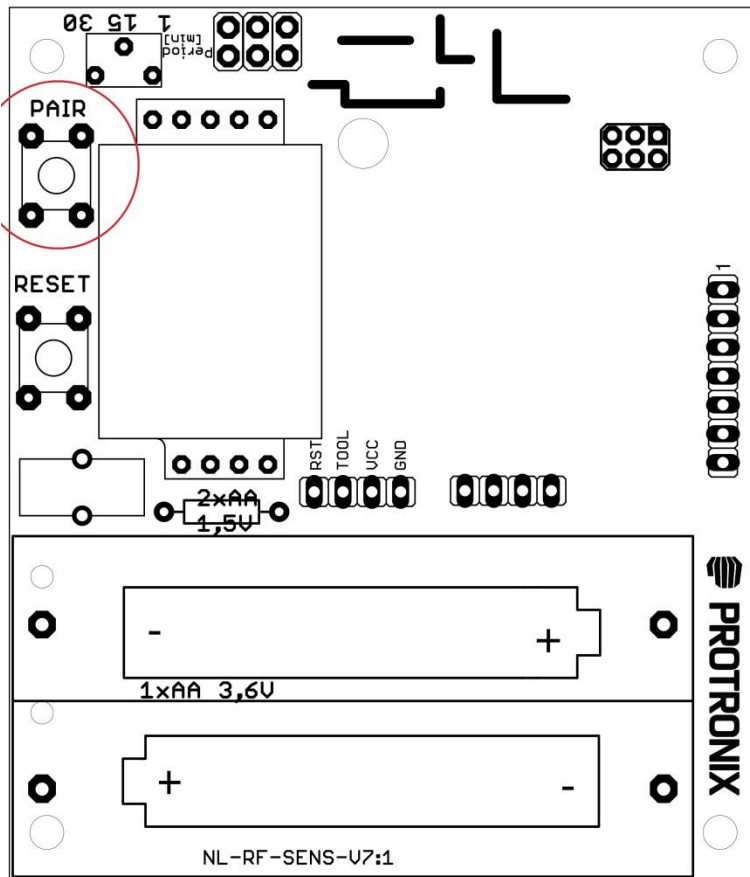 1 15 30
Period
[min]
PAIR
1
RESET
RST
TOOL
VCC
GND
2xAA
1,5V
-
+
1xAA 3,6V
+
-
NL-RF-SENS-V7:1
PROTRONIX